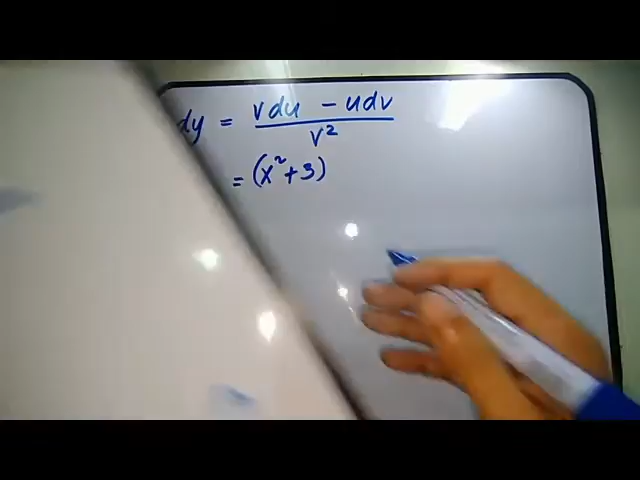 dy = vdu - udv / v²
= (x² + 3)